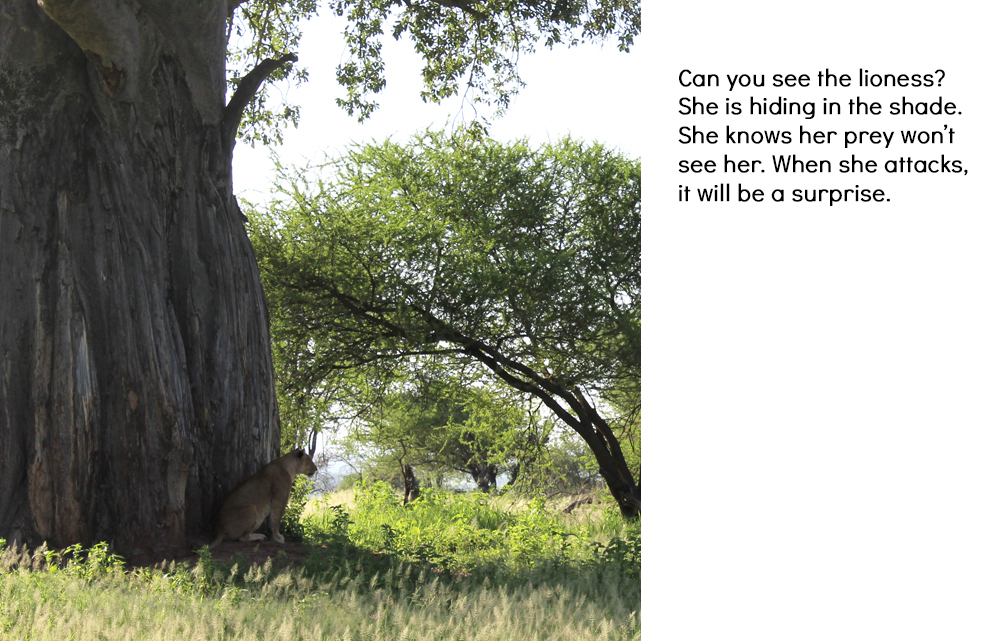 Can you see the lioness?
She is hiding in the shade.
She knows her prey won't
see her. When she attacks,
it will be a surprise.